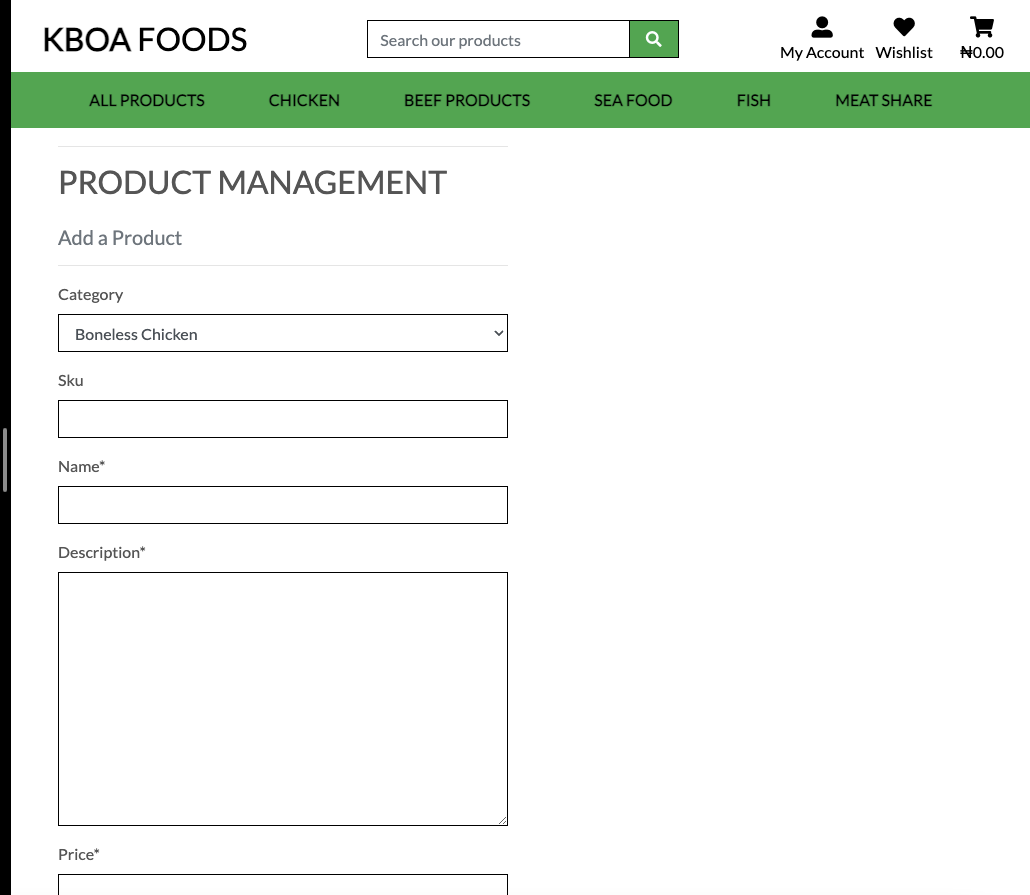 KBOA FOODS
Search our products
My Account Wishlist ₦0.00
ALL PRODUCTS CHICKEN BEEF PRODUCTS SEA FOOD FISH MEAT SHARE
PRODUCT MANAGEMENT
Add a Product
Category
Boneless Chicken
Sku
Name*
Description*
Price*